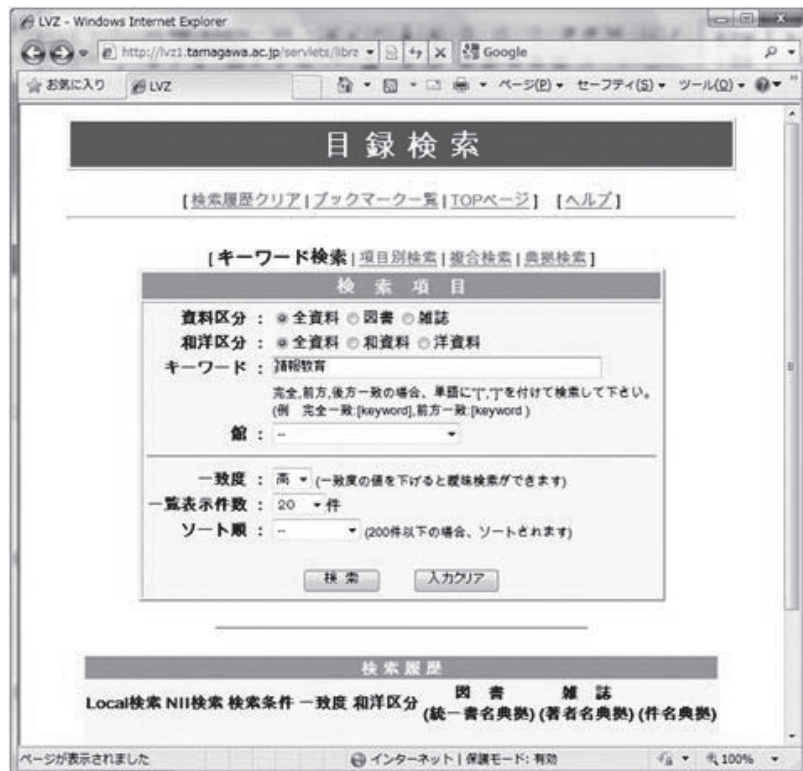 LVZ - Windows Internet Explorer
http://lvz1.tamagawa.ac.jp/servlets/libra Google
お気に入り LVZ ページ(P) セーフティ(S) ツール(O)
目録検索
[検索履歴クリア|ブックマーク一覧|TOPページ] [ヘルプ]
[キーワード検索|項目別検索|複合検索|典拠検索]
検索項目
資料区分 : 全資料 図書 雑誌
和洋区分 : 全資料 和資料 洋資料
キーワード : 情報教育
完全,前方,後方一致の場合、単語に"[","]"を付けて検索して下さい。
(例 完全一致:[keyword],前方一致:[keyword )
館 : --
一致度 : 高 (一致度の値を下げると曖昧検索ができます)
一覧表示件数 : 20 件
ソート順 : -- (200件以下の場合、ソートされます)
検索 入力クリア
検索履歴
Local検索 NII検索 検索条件 一致度 和洋区分 図書 雑誌
(統一書名典拠) (著者名典拠) (件名典拠)
ページが表示されました インターネット | 保護モード: 有効 100%